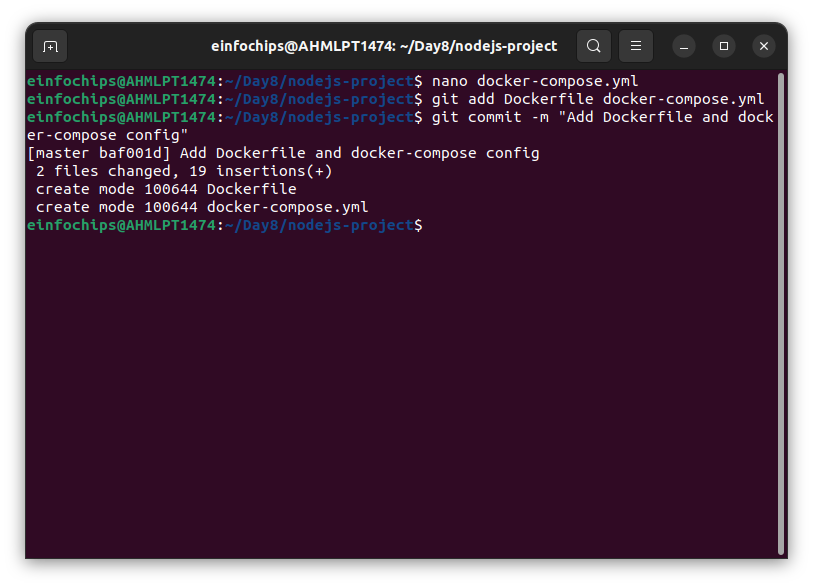 einfochips@AHMLPT1474: ~/Day8/nodejs-project
einfochips@AHMLPT1474:~/Day8/nodejs-project$ nano docker-compose.yml
einfochips@AHMLPT1474:~/Day8/nodejs-project$ git add Dockerfile docker-compose.yml
einfochips@AHMLPT1474:~/Day8/nodejs-project$ git commit -m "Add Dockerfile and dock
er-compose config"
[master baf001d] Add Dockerfile and docker-compose config
 2 files changed, 19 insertions(+)
 create mode 100644 Dockerfile
 create mode 100644 docker-compose.yml
einfochips@AHMLPT1474:~/Day8/nodejs-project$